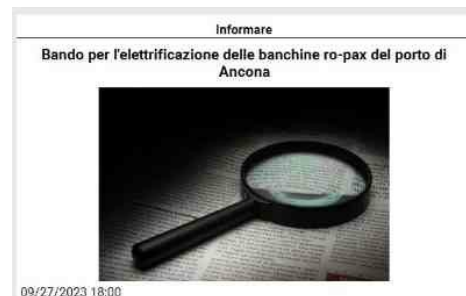 Informare
Bando per l'elettrificazione delle banchine ro-pax del porto di
Ancona
09/27/2023 18:00